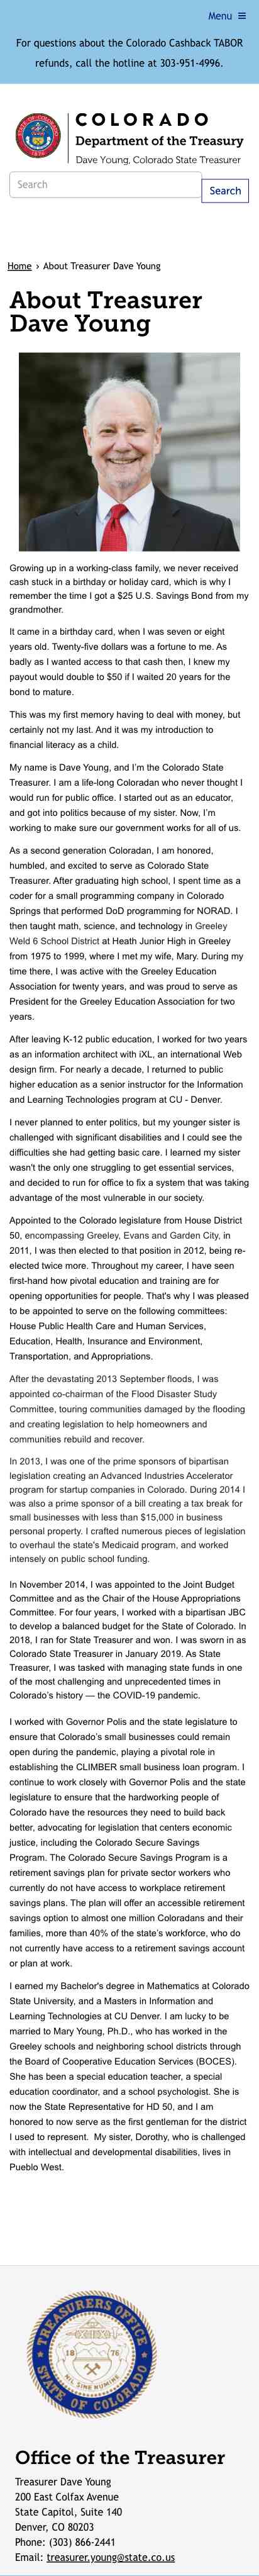 Menu ≡
For questions about the Colorado Cashback TABOR
refunds, call the hotline at 303-951-4996.
COLORADO
Department of the Treasury
Dave Young, Colorado State Treasurer
Search
Search
Home › About Treasurer Dave Young
About Treasurer
Dave Young
Growing up in a working-class family, we never received
cash stuck in a birthday or holiday card, which is why I
remember the time I got a $25 U.S. Savings Bond from my
grandmother.
It came in a birthday card, when I was seven or eight
years old. Twenty-five dollars was a fortune to me. As
badly as I wanted access to that cash then, I knew my
payout would double to $50 if I waited 20 years for the
bond to mature.
This was my first memory having to deal with money, but
certainly not my last. And it was my introduction to
financial literacy as a child.
My name is Dave Young, and I'm the Colorado State
Treasurer. I am a life-long Coloradan who never thought I
would run for public office. I started out as an educator,
and got into politics because of my sister. Now, I'm
working to make sure our government works for all of us.
As a second generation Coloradan, I am honored,
humbled, and excited to serve as Colorado State
Treasurer. After graduating high school, I spent time as a
coder for a small programming company in Colorado
Springs that performed DoD programming for NORAD. I
then taught math, science, and technology in Greeley
Weld 6 School District at Heath Junior High in Greeley
from 1975 to 1999, where I met my wife, Mary. During my
time there, I was active with the Greeley Education
Association for twenty years, and was proud to serve as
President for the Greeley Education Association for two
years.
After leaving K-12 public education, I worked for two years
as an information architect with iXL, an international Web
design firm. For nearly a decade, I returned to public
higher education as a senior instructor for the Information
and Learning Technologies program at CU - Denver.
I never planned to enter politics, but my younger sister is
challenged with significant disabilities and I could see the
difficulties she had getting basic care. I learned my sister
wasn't the only one struggling to get essential services,
and decided to run for office to fix a system that was taking
advantage of the most vulnerable in our society.
Appointed to the Colorado legislature from House District
50, encompassing Greeley, Evans and Garden City, in
2011, I was then elected to that position in 2012, being re-
elected twice more. Throughout my career, I have seen
first-hand how pivotal education and training are for
opening opportunities for people. That's why I was pleased
to be appointed to serve on the following committees:
House Public Health Care and Human Services,
Education, Health, Insurance and Environment,
Transportation, and Appropriations.
After the devastating 2013 September floods, I was
appointed co-chairman of the Flood Disaster Study
Committee, touring communities damaged by the flooding
and creating legislation to help homeowners and
communities rebuild and recover.
In 2013, I was one of the prime sponsors of bipartisan
legislation creating an Advanced Industries Accelerator
program for startup companies in Colorado. During 2014 I
was also a prime sponsor of a bill creating a tax break for
small businesses with less than $15,000 in business
personal property. I crafted numerous pieces of legislation
to overhaul the state's Medicaid program, and worked
intensely on public school funding.
In November 2014, I was appointed to the Joint Budget
Committee and as the Chair of the House Appropriations
Committee. For four years, I worked with a bipartisan JBC
to develop a balanced budget for the State of Colorado. In
2018, I ran for State Treasurer and won. I was sworn in as
Colorado State Treasurer in January 2019. As State
Treasurer, I was tasked with managing state funds in one
of the most challenging and unprecedented times in
Colorado's history — the COVID-19 pandemic.
I worked with Governor Polis and the state legislature to
ensure that Colorado's small businesses could remain
open during the pandemic, playing a pivotal role in
establishing the CLIMBER small business loan program. I
continue to work closely with Governor Polis and the state
legislature to ensure that the hardworking people of
Colorado have the resources they need to build back
better, advocating for legislation that centers economic
justice, including the Colorado Secure Savings
Program. The Colorado Secure Savings Program is a
retirement savings plan for private sector workers who
currently do not have access to workplace retirement
savings plans. The plan will offer an accessible retirement
savings option to almost one million Coloradans and their
families, more than 40% of the state's workforce, who do
not currently have access to a retirement savings account
or plan at work.
I earned my Bachelor's degree in Mathematics at Colorado
State University, and a Masters in Information and
Learning Technologies at CU Denver. I am lucky to be
married to Mary Young, Ph.D., who has worked in the
Greeley schools and neighboring school districts through
the Board of Cooperative Education Services (BOCES).
She has been a special education teacher, a special
education coordinator, and a school psychologist. She is
now the State Representative for HD 50, and I am
honored to now serve as the first gentleman for the district
I used to represent.  My sister, Dorothy, who is challenged
with intellectual and developmental disabilities, lives in
Pueblo West.
TREASURERS OFFICE
18 76
NIL SINE NUMINE
STATE OF COLORADO
Office of the Treasurer
Treasurer Dave Young
200 East Colfax Avenue
State Capitol, Suite 140
Denver, CO 80203
Phone: (303) 866-2441
Email: treasurer.young@state.co.us